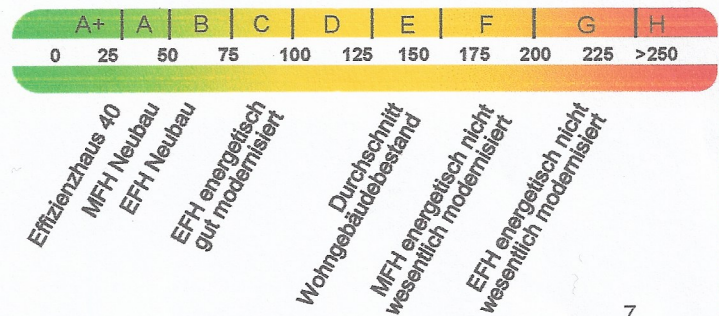 A+ A B C D E F G H
0 25 50 75 100 125 150 175 200 225 >250
Effizienzhaus 40
MFH Neubau
EFH Neubau
EFH energetisch
gut modernisiert
Durchschnitt
Wohngebäudebestand
MFH energetisch nicht
wesentlich modernisiert
EFH energetisch nicht
wesentlich modernisiert
7